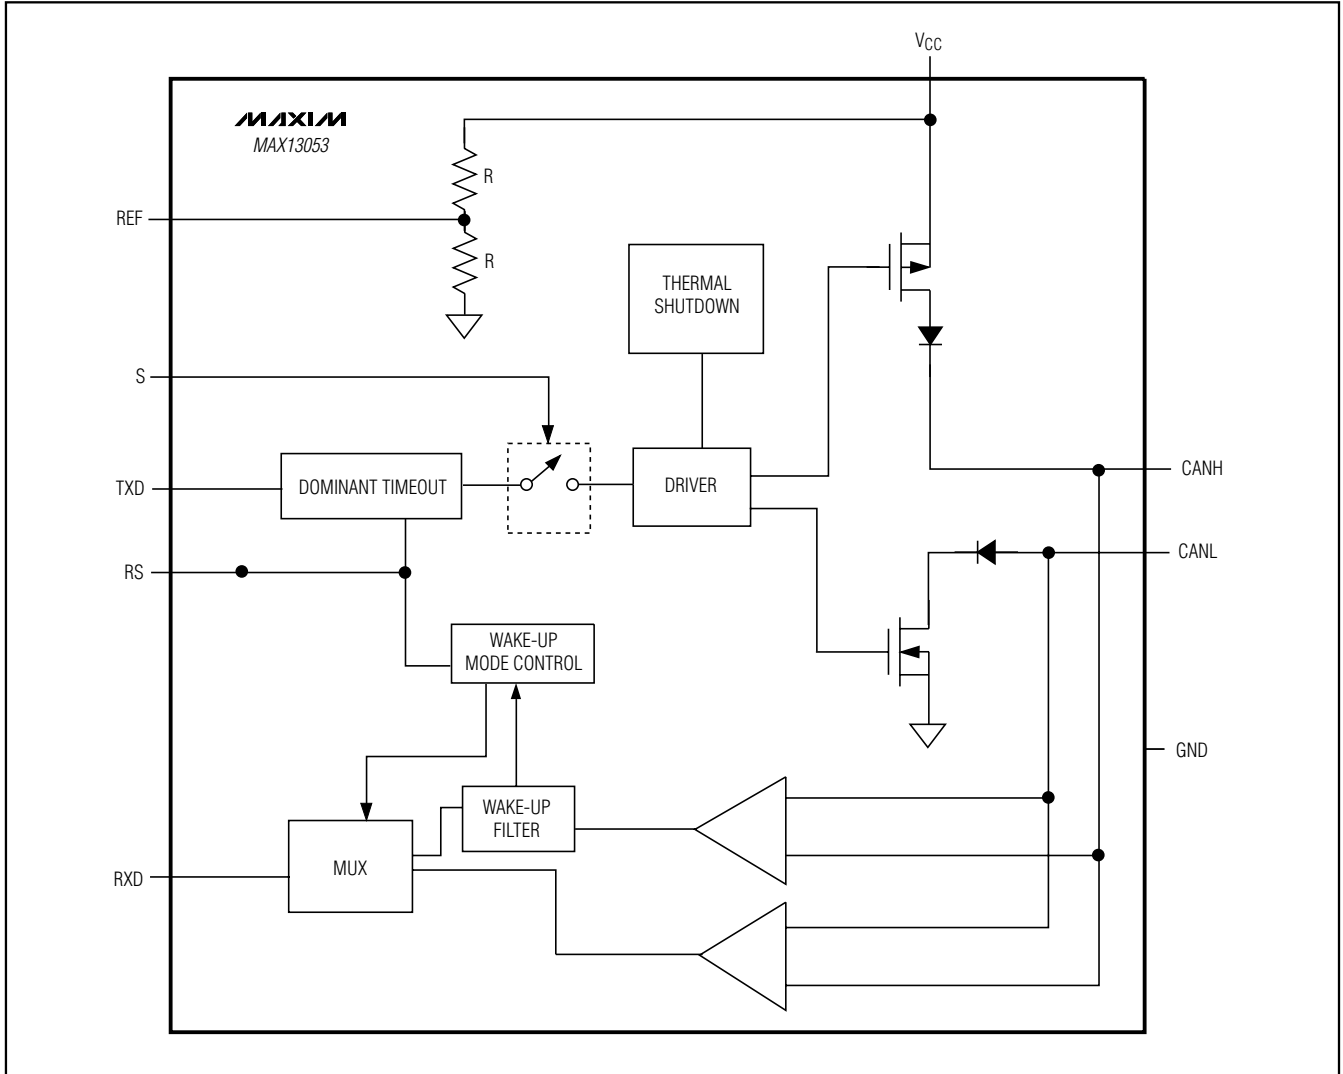 VCC
MAXIM
MAX13053
R
REF
R
THERMAL
SHUTDOWN
S
CANH
DOMINANT TIMEOUT
DRIVER
TXD
CANL
RS
WAKE-UP
MODE CONTROL
GND
WAKE-UP
FILTER
MUX
RXD